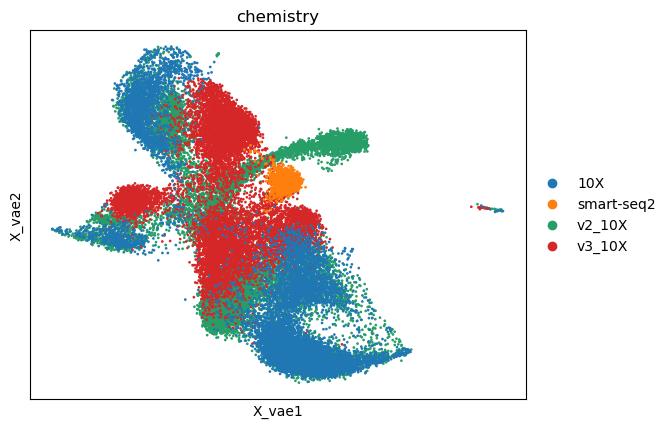 chemistry
X_vae2
X_vae1
10X
smart-seq2
v2_10X
v3_10X